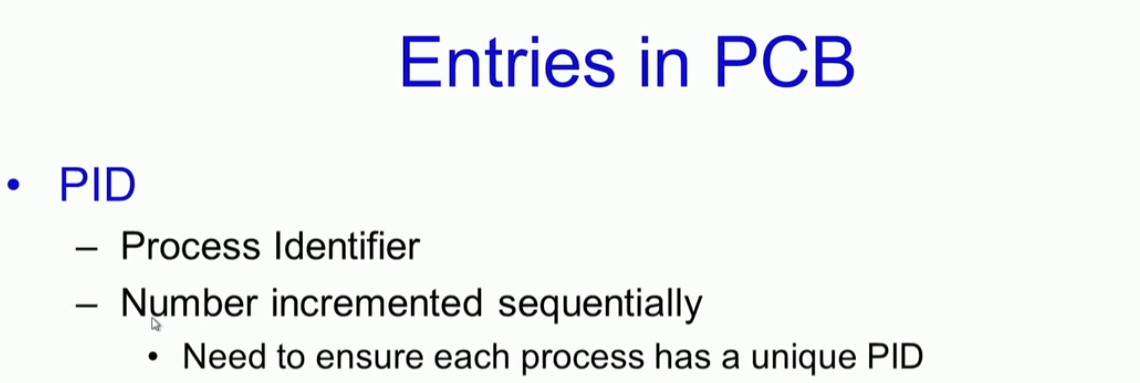 Entries in PCB
• PID
– Process Identifier
– Number incremented sequentially
• Need to ensure each process has a unique PID